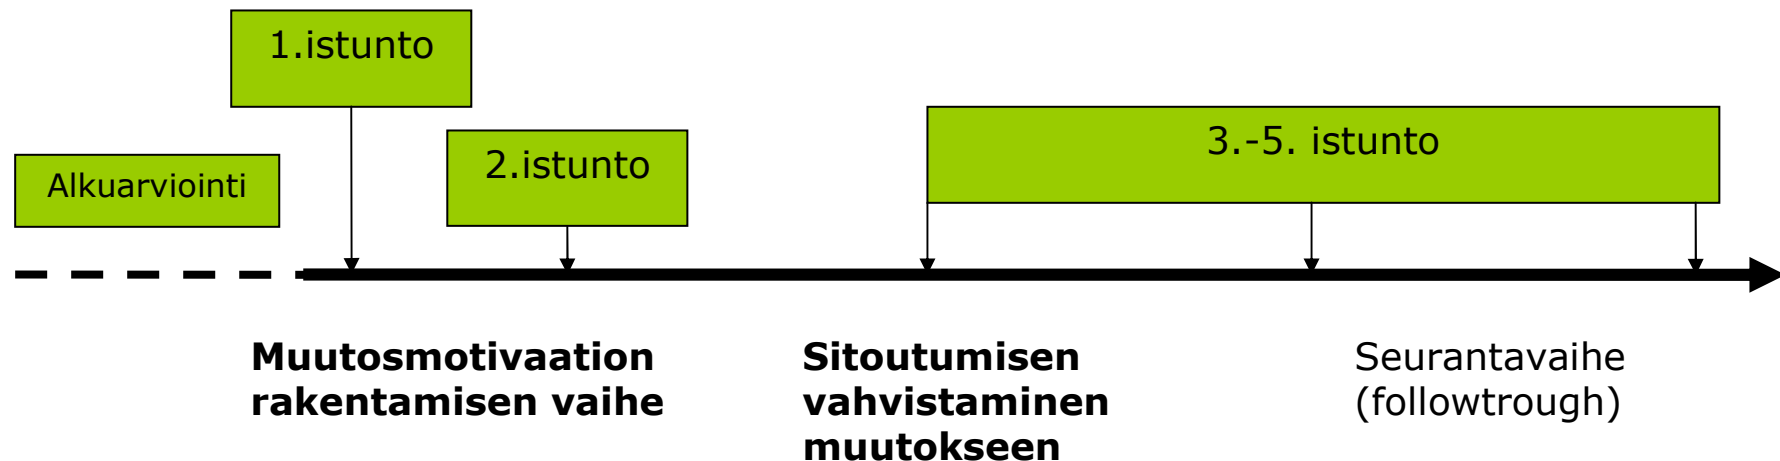 1.istunto
2.istunto
3.-5. istunto
Alkuarviointi
Muutosmotivaation
rakentamisen vaihe
Sitoutumisen
vahvistaminen
muutokseen
Seurantavaihe
(followtrough)